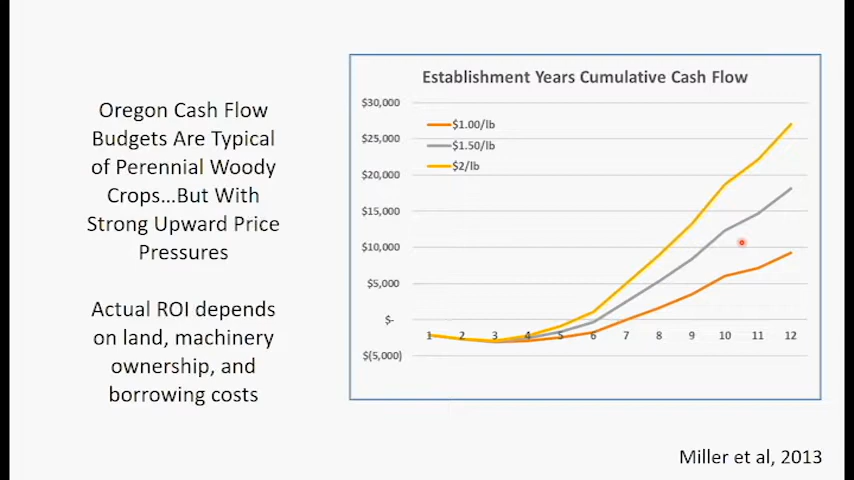 Oregon Cash Flow
Budgets Are Typical
of Perennial Woody
Crops...But With
Strong Upward Price
Pressures
Actual ROI depends
on land, machinery
ownership, and
borrowing costs
Establishment Years Cumulative Cash Flow
$30,000
$25,000
$20,000
$15,000
$10,000
$5,000
$-
$(5,000)
$1.00/lb
$1.50/lb
$2/lb
1 2 3 4 5 6 7 8 9 10 11 12
Miller et al, 2013